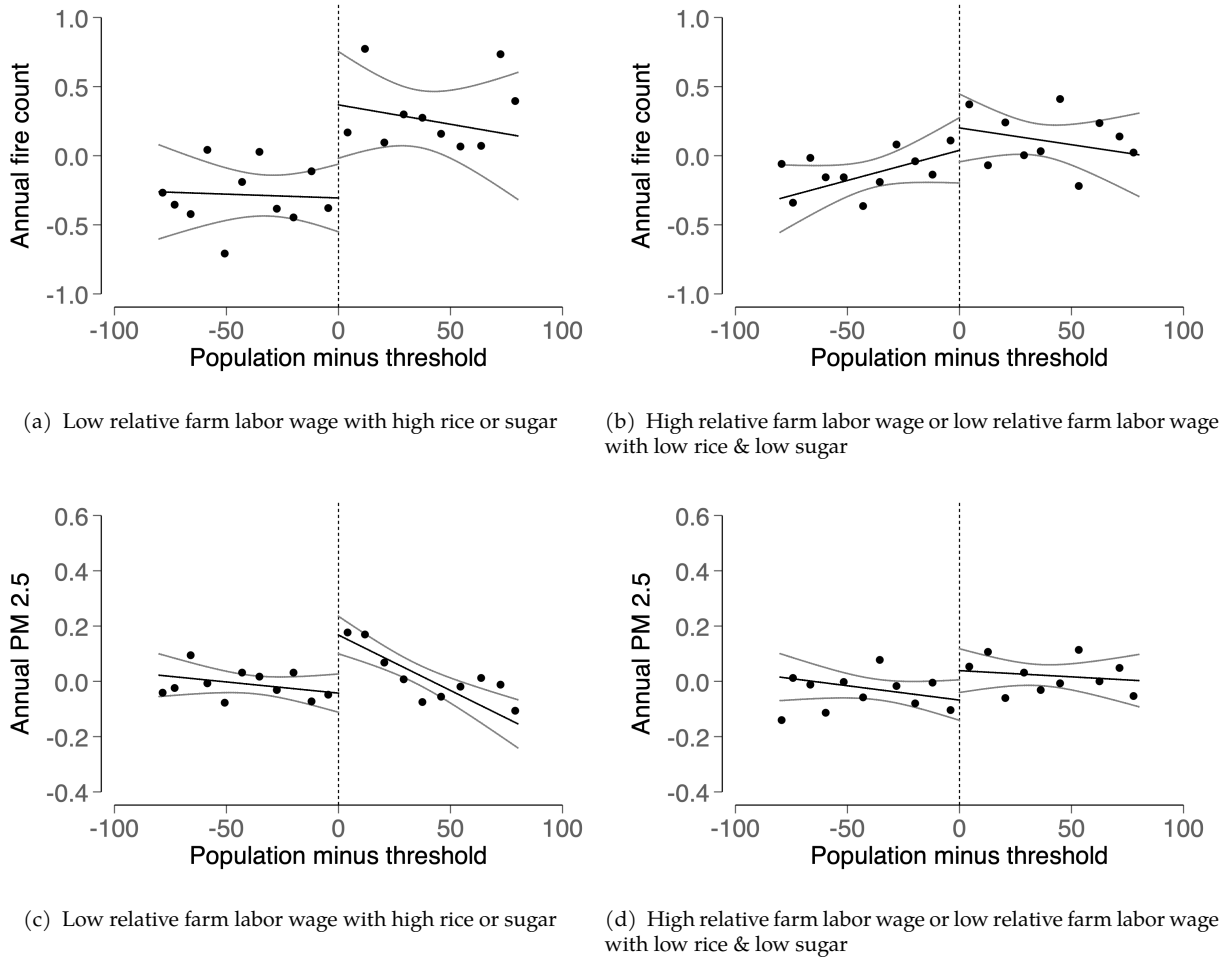 1.0
0.5
0.0
-0.5
-1.0
Annual fire count
-100 -50 0 50 100
Population minus threshold
(a) Low relative farm labor wage with high rice or sugar
1.0
0.5
0.0
-0.5
-1.0
Annual fire count
-100 -50 0 50 100
Population minus threshold
(b) High relative farm labor wage or low relative farm labor wage
with low rice & low sugar
0.6
0.4
0.2
0.0
-0.2
-0.4
Annual PM 2.5
-100 -50 0 50 100
Population minus threshold
(c) Low relative farm labor wage with high rice or sugar
0.6
0.4
0.2
0.0
-0.2
-0.4
Annual PM 2.5
-100 -50 0 50 100
Population minus threshold
(d) High relative farm labor wage or low relative farm labor wage
with low rice & low sugar